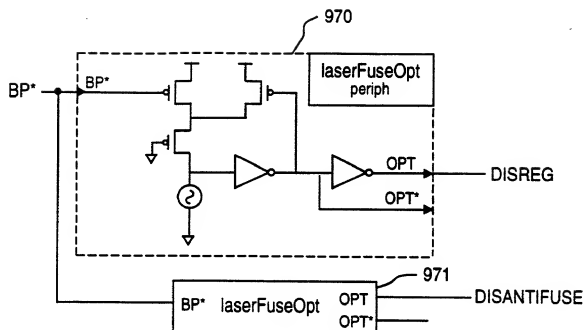 970
laserFuseOpt
periph
BP*
BP*
OPT
DISREG
OPT*
971
BP* laserFuseOpt OPT
DISANTIFUSE
OPT*